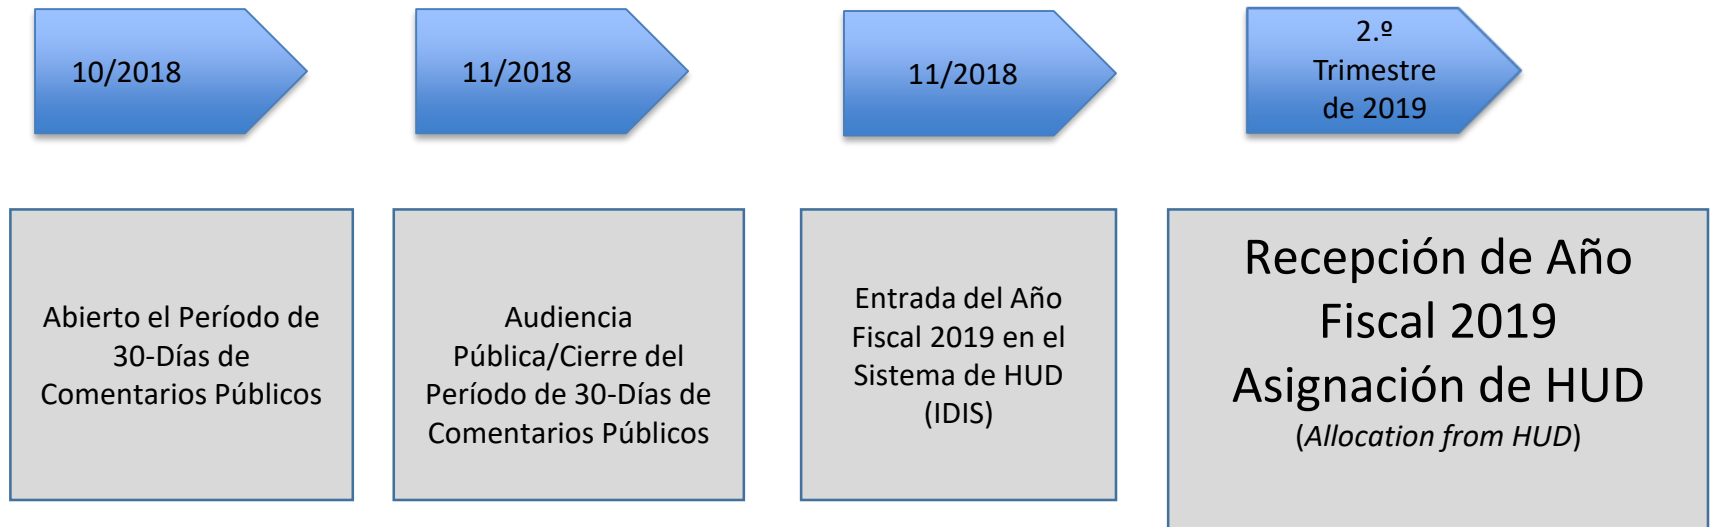 10/2018
11/2018
11/2018
2.º
Trimestre
de 2019
Abierto el Período de
30-Días de
Comentarios Públicos
Audiencia
Pública/Cierre del
Período de 30-Días de
Comentarios Públicos
Entrada del Año
Fiscal 2019 en el
Sistema de HUD
(IDIS)
Recepción de Año
Fiscal 2019
Asignación de HUD
(Allocation from HUD)